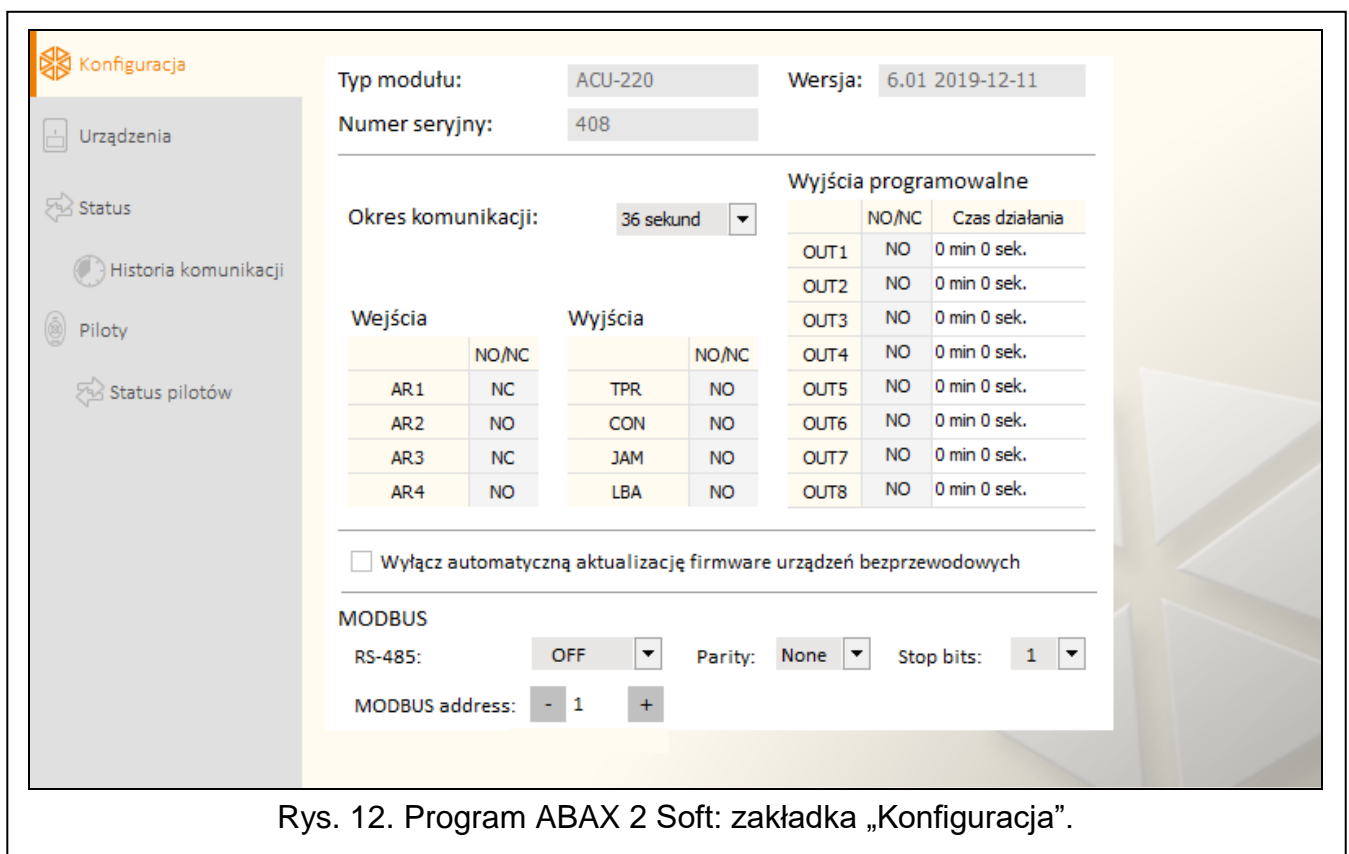 Konfiguracja
Urządzenia
Status
Historia komunikacji
Piloty
Status pilotów
Typ modułu: ACU-220 Wersja: 6.01 2019-12-11
Numer seryjny: 408
Okres komunikacji: 36 sekund
Wejścia
NO/NC
AR1 NC
AR2 NO
AR3 NC
AR4 NO
Wyjścia
NO/NC
TPR NO
CON NO
JAM NO
LBA NO
Wyjścia programowalne
NO/NC Czas działania
OUT1 NO 0 min 0 sek.
OUT2 NO 0 min 0 sek.
OUT3 NO 0 min 0 sek.
OUT4 NO 0 min 0 sek.
OUT5 NO 0 min 0 sek.
OUT6 NO 0 min 0 sek.
OUT7 NO 0 min 0 sek.
OUT8 NO 0 min 0 sek.
Wyłącz automatyczną aktualizację firmware urządzeń bezprzewodowych
MODBUS
RS-485: OFF Parity: None Stop bits: 1
MODBUS address: - 1 +
Rys. 12. Program ABAX 2 Soft: zakładka „Konfiguracja”.